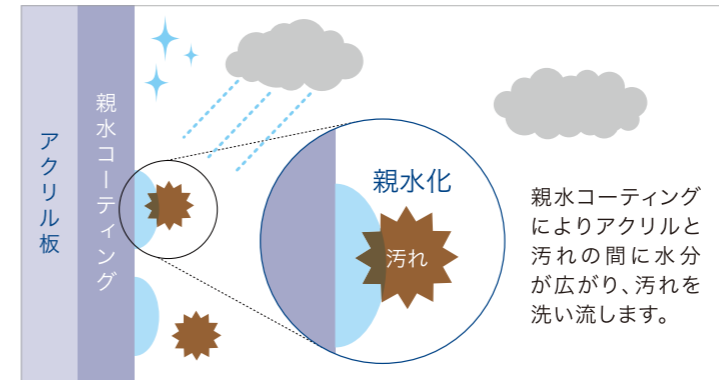 アクリル板
親水コーティング
親水化
汚れ
親水コーティング
によりアクリルと
汚れの間に水分
が広がり、汚れを
洗い流します。